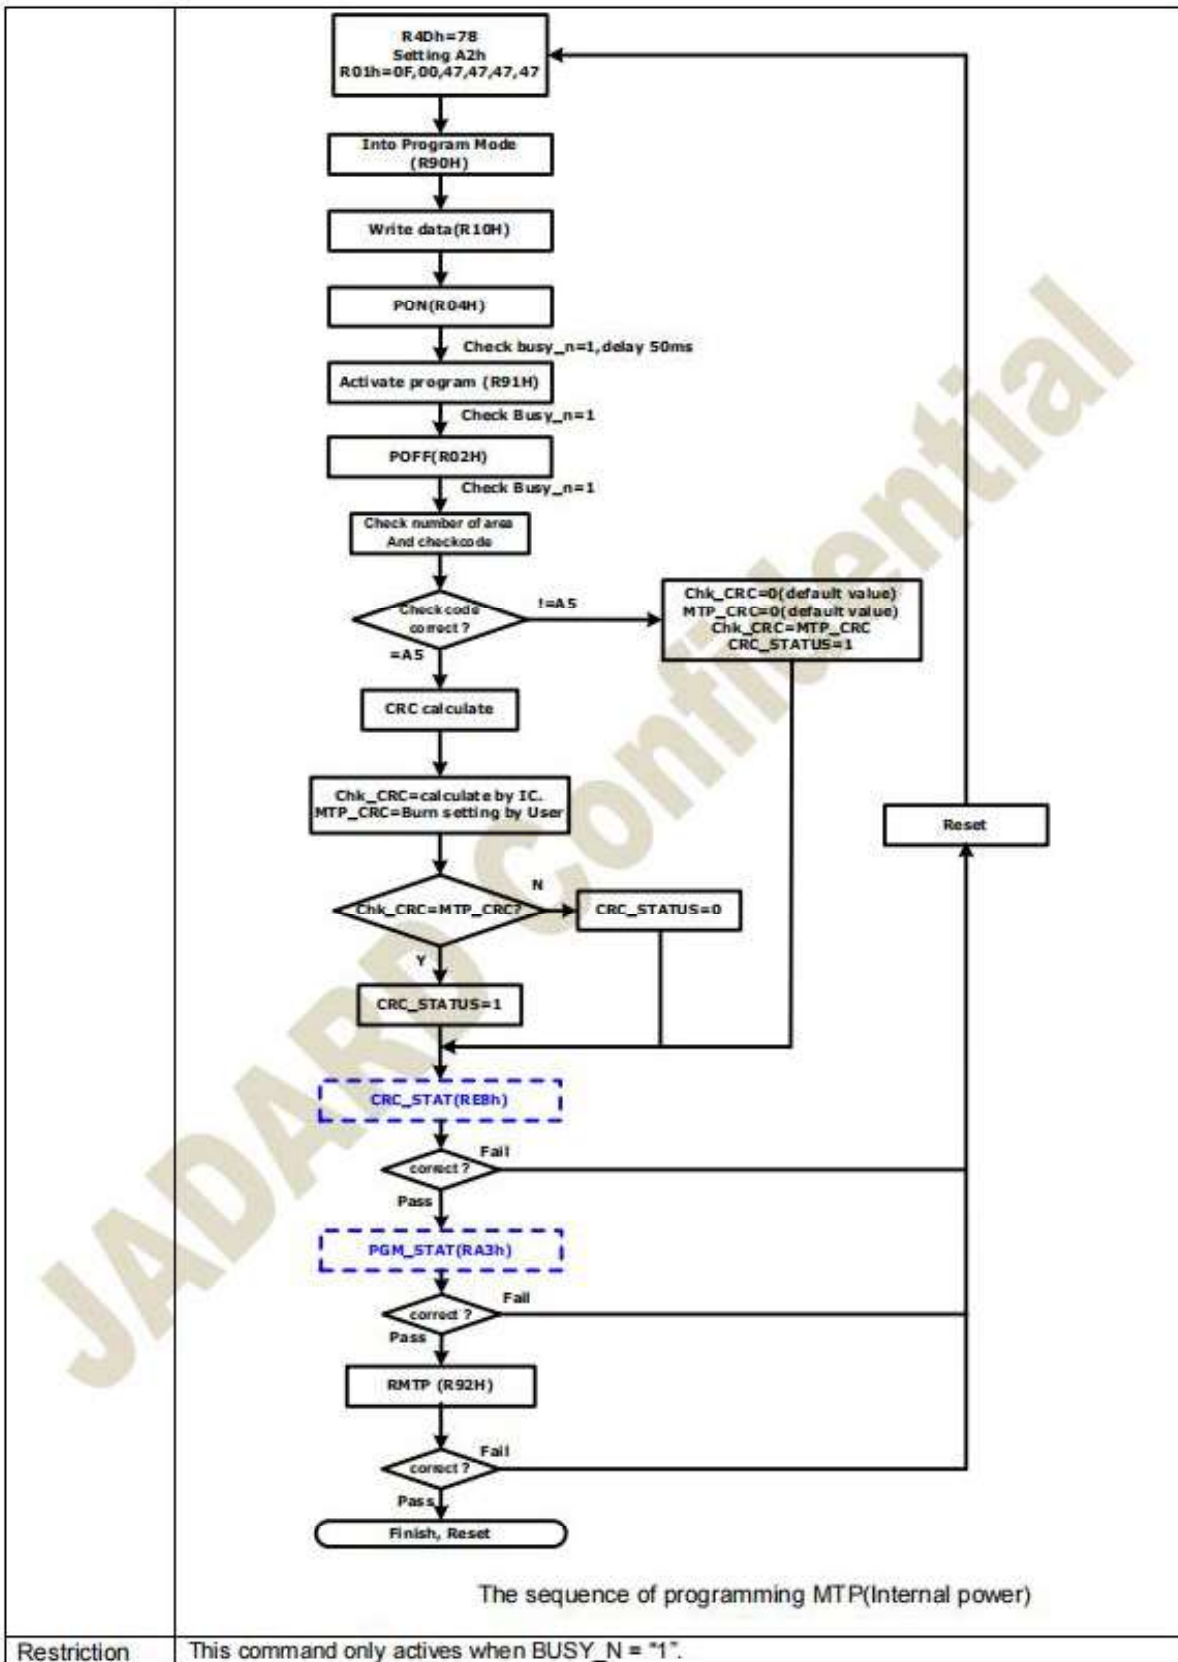 R4Dh=78
Setting A2h
R01h=0F,00,47,47,47,47
Into Program Mode
(R90H)
Write data(R10H)
PON(R04H)
Check busy_n=1,delay 50ms
Activate program (R91H)
Check Busy_n=1
POFF(R02H)
Check Busy_n=1
Check number of area
And checkcode
Check code
correct ?
!=A5
=A5
Chk_CRC=0(default value)
MTP_CRC=0(default value)
Chk_CRC=MTP_CRC
CRC_STATUS=1
CRC calculate
Chk_CRC=calculate by IC.
MTP_CRC=Burn setting by User
Reset
Chk_CRC=MTP_CRC?
N
CRC_STATUS=0
Y
CRC_STATUS=1
CRC_STAT(RE8h)
correct ?
Fail
Pass
PGM_STAT(RA3h)
correct ?
Fail
Pass
RMTP (R92H)
correct ?
Fail
Pass
Finish, Reset
The sequence of programming MTP(Internal power)
Restriction
This command only actives when BUSY_N = "1".
JADARD Confidential